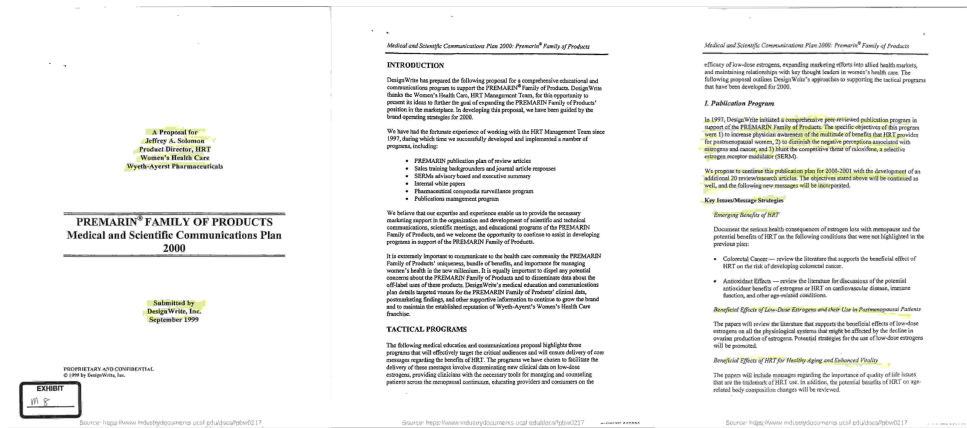 A Proposal for
Jeffrey A. Solomon
Product Director, HRT
Women's Health Care
Wyeth-Ayerst Pharmaceuticals
PREMARIN® FAMILY OF PRODUCTS
Medical and Scientific Communications Plan
2000
Submitted by
DesignWrite, Inc.
September 1999
PROPRIETARY AND CONFIDENTIAL
© 1999 by DesignWrite, Inc.
EXHIBIT
M 8
Source: https://www.industrydocuments.ucsf.edu/docs/hpbw0217
Medical and Scientific Communications Plan 2000: Premarin® Family of Products
INTRODUCTION
DesignWrite has prepared the following proposal for a comprehensive educational and
communications program to support the PREMARIN® Family of Products. DesignWrite
thanks the Women's Health Care, HRT Management Team, for this opportunity to
present its ideas to further the goal of expanding the PREMARIN Family of Products'
position in the marketplace. In developing this proposal, we have been guided by the
brand operating strategies for 2000.
We have had the fortunate experience of working with the HRT Management Team since
1997, during which time we successfully developed and implemented a number of
programs, including:
• PREMARIN publication plan of review articles
• Sales training backgrounders and journal article responses
• SERMs advisory board and executive summary
• Internal white papers
• Pharmaceutical compendia surveillance program
• Publications management program
We believe that our expertise and experience enable us to provide the necessary
marketing support in the organization and development of scientific and technical
communications, scientific meetings, and educational programs of the PREMARIN
Family of Products, and we welcome the opportunity to continue to assist in developing
programs in support of the PREMARIN Family of Products.
It is extremely important to communicate to the health care community the PREMARIN
Family of Products' uniqueness, bundle of benefits, and importance for managing
women's health in the new millenium. It is equally important to dispel any potential
concerns about the PREMARIN Family of Products and to disseminate data about the
off-label uses of these products. DesignWrite's medical education and communications
plan details targeted venues for the PREMARIN Family of Products' clinical data,
postmarketing findings, and other supportive information to continue to grow the brand
and to maintain the established reputation of Wyeth-Ayerst's Women's Health Care
franchise.
TACTICAL PROGRAMS
The following medical education and communications proposal highlights those
programs that will effectively target the critical audiences and will ensure delivery of core
messages regarding the benefits of HRT. The programs we have chosen to facilitate the
delivery of these messages involve disseminating new clinical data on low-dose
estrogens, providing clinicians with the necessary tools for managing and counseling
patients across the menopausal continuum, educating providers and consumers on the
Source: https://www.industrydocuments.ucsf.edu/docs/hpbw0217
Medical and Scientific Communications Plan 2000: Premarin® Family of Products
efficacy of low-dose estrogens, expanding marketing efforts into allied health markets,
and maintaining relationships with key thought leaders in women's health care. The
following proposal outlines DesignWrite's approaches to supporting the tactical programs
that have been developed for 2000.
I. Publication Program
In 1997, DesignWrite initiated a comprehensive peer-reviewed publication program in
support of the PREMARIN Family of Products. The specific objectives of this program
were 1) to increase physician awareness of the multitude of benefits that HRT provides
for postmenopausal women, 2) to diminish the negative perceptions associated with
estrogens and cancer, and 3) blunt the competitive threat of raloxifene, a selective
estrogen receptor modulator (SERM).
We propose to continue this publication plan for 2000-2001 with the development of an
additional 20 review/research articles. The objectives stated above will be continued as
well, and the following new messages will be incorporated.
Key Issues/Message Strategies
Emerging Benefits of HRT
Document the serious health consequences of estrogen loss with menopause and the
potential benefits of HRT on the following conditions that were not highlighted in the
previous plan:
• Colorectal Cancer — review the literature that supports the beneficial effect of
HRT on the risk of developing colorectal cancer.
• Antioxidant Effects — review the literature for discussions of the potential
antioxidant benefits of estrogens or HRT on cardiovascular disease, immune
function, and other age-related conditions.
Beneficial Effects of Low-Dose Estrogens and their Use in Postmenopausal Patients
The papers will review the literature that supports the beneficial effects of low-dose
estrogens on all the physiological systems that might be affected by the decline in
ovarian production of estrogens. Potential strategies for the use of low-dose estrogens
will be promoted.
Beneficial Effects of HRT for Healthy Aging and Enhanced Vitality
The papers will include messages regarding the importance of quality of life issues
that are the trademark of HRT use. In addition, the potential benefits of HRT on age-
related body composition changes will be reviewed.
Source: https://www.industrydocuments.ucsf.edu/docs/hpbw0217